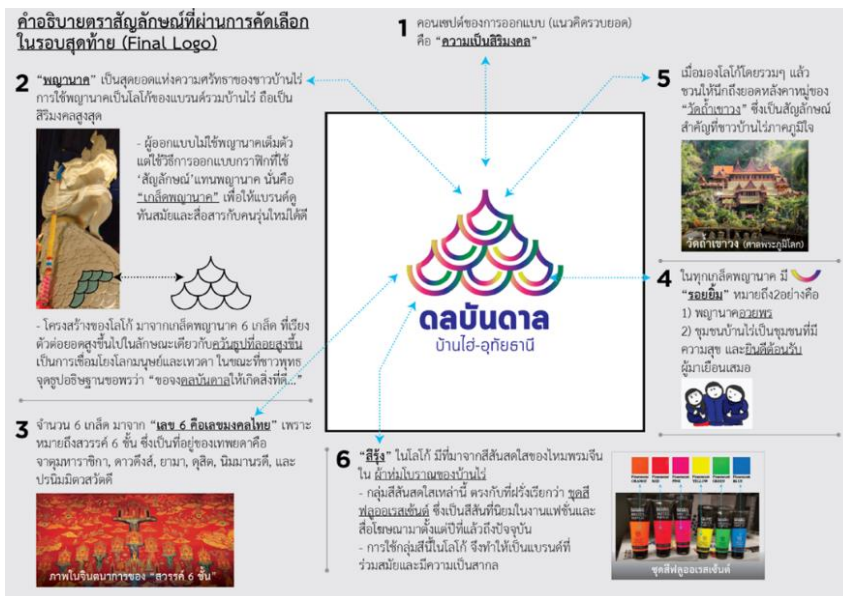 คำอธิบายตราสัญลักษณ์ที่ผ่านการคัดเลือก
ในรอบสุดท้าย (Final Logo)
1 คอนเซปต์ของการออกแบบ (แนวคิดรวบยอด)
คือ “ความเป็นสิริมงคล”
2 “พญานาค” เป็นสุดยอดแห่งความศรัทธาของชาวบ้านไร่
การใช้พญานาคเป็นโลโก้ของแบรนด์รวมบ้านไร่ ถือเป็น
สิริมงคลสูงสุด
- ผู้ออกแบบไม่ใช้พญานาคเต็มตัว
แต่ใช้วิธีการออกแบบกราฟิกที่ใช้
‘สัญลักษณ์’ แทนพญานาค นั่นคือ
“เกล็ดพญานาค” เพื่อให้แบรนด์ดู
ทันสมัยและสื่อสารกับคนรุ่นใหม่ได้ดี
- โครงสร้างของโลโก้ มาจากเกล็ดพญานาค 6 เกล็ด ที่เรียง
ตัวต่อยอดสูงขึ้นไปในลักษณะเดียวกับควันธูปที่ลอยสูงขึ้น
เป็นการเชื่อมโยงโลกมนุษย์และเทวดา ในขณะที่ชาวพุทธ
จุดธูปอธิษฐานขอพรว่า “ขอจงดลบันดาลให้เกิดสิ่งที่ดี...”
3 จำนวน 6 เกล็ด มาจาก “เลข 6 คือเลขมงคลไทย” เพราะ
หมายถึงสวรรค์ 6 ชั้น ซึ่งเป็นที่อยู่ของเทพยดาคือ
จาตุมหาราชิกา, ดาวดึงส์, ยามา, ดุสิต, นิมมานรดี, และ
ปรนิมมิตวสวัตดี
ภาพในจินตนาการของ “สวรรค์ 6 ชั้น”
ดลบันดาล
บ้านไร่-อุทัยธานี
5 เมื่อมองโลโก้โดยรวมๆ แล้ว
ชวนให้นึกถึงยอดหลังคาหมู่ของ
“วัดถ้ำเขาวง” ซึ่งเป็นสัญลักษณ์
สำคัญที่ชาวบ้านไร่ภาคภูมิใจ
วัดถ้ำเขาวง (ศาดพระภูมิโลก)
4 ในทุกเกล็ดพญานาค มี
“รอยยิ้ม” หมายถึง2อย่างคือ
1) พญานาคอวยพร
2) ชุมชนบ้านไร่เป็นชุมชนที่มี
ความสุข และยินดีต้อนรับ
ผู้มาเยือนเสมอ
6 “สีรุ้ง” ในโลโก้ มีที่มาจากสีสันสดใสของไหมพรมจีน
ใน ผ้าห่มโบราณของบ้านไร่
- กลุ่มสีสันสดใสเหล่านี้ ตรงกับที่ฝรั่งเรียกว่า ชุดสี
ฟลูออเรสเซ้นต์ ซึ่งเป็นสีสันที่นิยมในงานแฟชั่นและ
สื่อโฆษณามาตั้งแต่ปีที่แล้วถึงปัจจุบัน
- การใช้กลุ่มสีนี้ในโลโก้ จึงทำให้เป็นแบรนด์ที่
ร่วมสมัยและมีความเป็นสากล
ORANGE RED PINK YELLOW GREEN BLUE
ชุดสีฟลูออเรสเซ้นต์